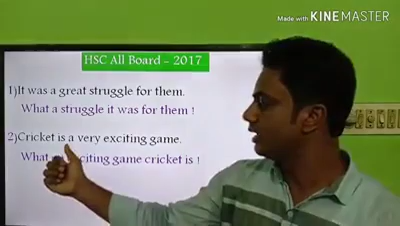 Made with KINEMASTER
HSC All Board - 2017
1)It was a great struggle for them.
What a struggle it was for them !
2)Cricket is a very exciting game.
What citing game cricket is !